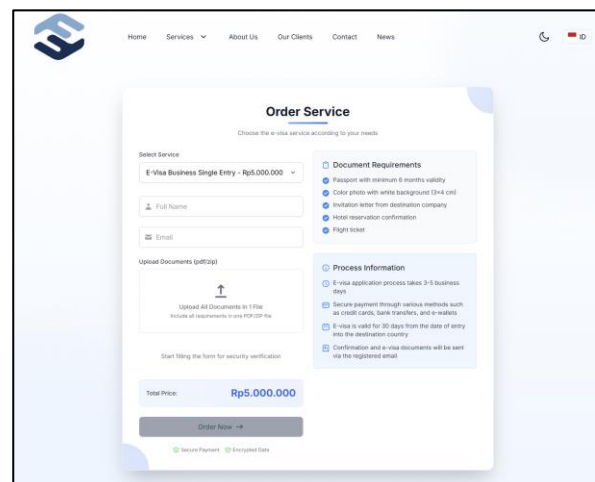 Home Services About Us Our Clients Contact News ID
Order Service
Choose the e-visa service according to your needs
Select Service
E-Visa Business Single Entry - Rp5.000.000
Full Name
Email
Upload Documents (pdf/zip)
Upload All Documents in 1 File
Include all requirements in one PDF/ZIP file
Start filling the form for security verification
Total Price:
Rp5.000.000
Order Now →
Secure Payment Encrypted Data
Document Requirements
Passport with minimum 6 months validity
Color photo with white background (3x4 cm)
Invitation letter from destination company
Hotel reservation confirmation
Flight ticket
Process Information
E-visa application process takes 3-5 business
days
Secure payment through various methods such
as credit cards, bank transfers, and e-wallets
E-visa is valid for 30 days from the date of entry
into the destination country
Confirmation and e-visa documents will be sent
via the registered email